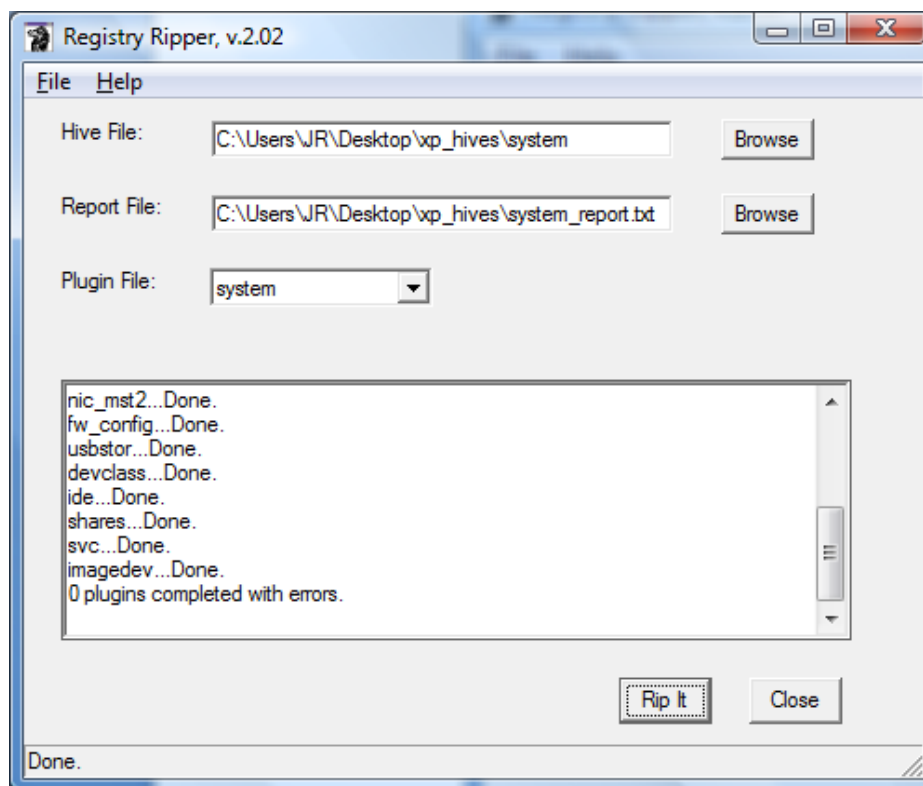 Registry Ripper, v.2.02
File Help
Hive File: C:\Users\JR\Desktop\xp_hives\system Browse
Report File: C:\Users\JR\Desktop\xp_hives\system_report.txt Browse
Plugin File: system
nic_mst2...Done.
fw_config...Done.
usbstor...Done.
devclass...Done.
ide...Done.
shares...Done.
svc...Done.
imagedev...Done.
0 plugins completed with errors.
Rip It Close
Done.